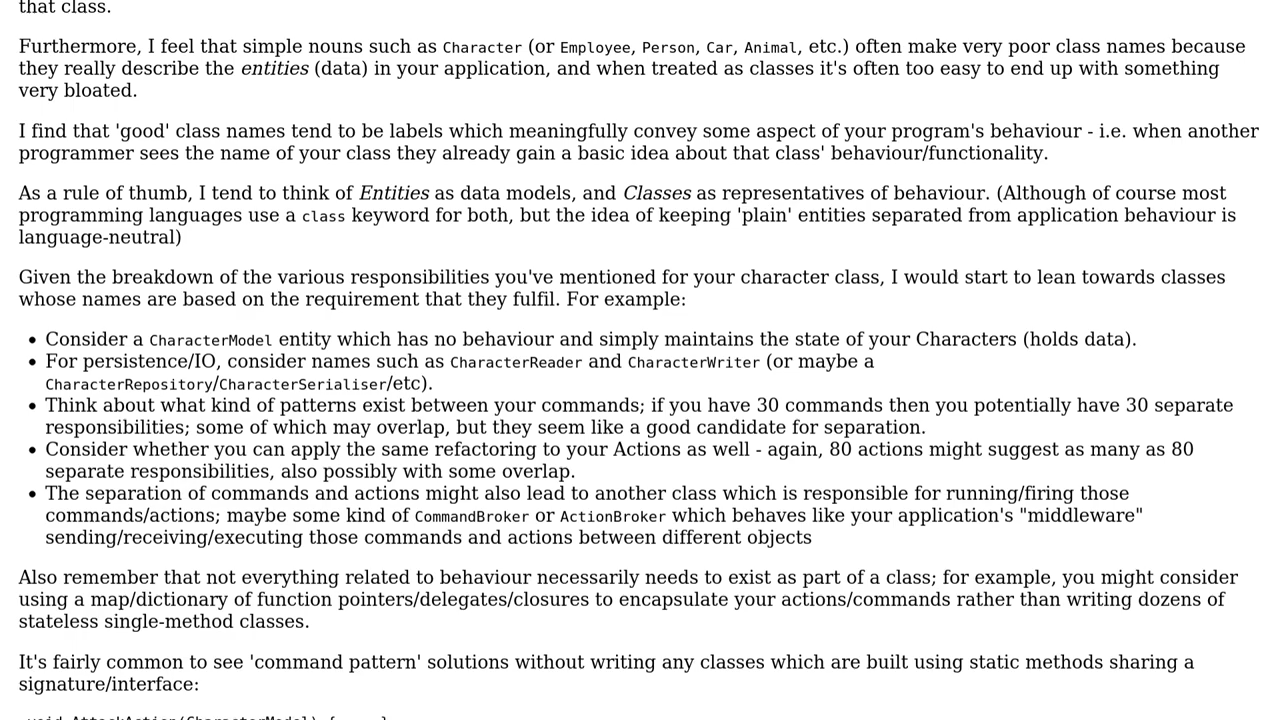 that class.
Furthermore, I feel that simple nouns such as Character (or Employee, Person, Car, Animal, etc.) often make very poor class names because
they really describe the entities (data) in your application, and when treated as classes it's often too easy to end up with something
very bloated.
I find that 'good' class names tend to be labels which meaningfully convey some aspect of your program's behaviour - i.e. when another
programmer sees the name of your class they already gain a basic idea about that class' behaviour/functionality.
As a rule of thumb, I tend to think of Entities as data models, and Classes as representatives of behaviour. (Although of course most
programming languages use a class keyword for both, but the idea of keeping 'plain' entities separated from application behaviour is
language-neutral)
Given the breakdown of the various responsibilities you've mentioned for your character class, I would start to lean towards classes
whose names are based on the requirement that they fulfil. For example:
• Consider a CharacterModel entity which has no behaviour and simply maintains the state of your Characters (holds data).
• For persistence/IO, consider names such as CharacterReader and CharacterWriter (or maybe a
CharacterRepository/CharacterSerialiser/etc).
• Think about what kind of patterns exist between your commands; if you have 30 commands then you potentially have 30 separate
responsibilities; some of which may overlap, but they seem like a good candidate for separation.
• Consider whether you can apply the same refactoring to your Actions as well - again, 80 actions might suggest as many as 80
separate responsibilities, also possibly with some overlap.
• The separation of commands and actions might also lead to another class which is responsible for running/firing those
commands/actions; maybe some kind of CommandBroker or ActionBroker which behaves like your application's "middleware"
sending/receiving/executing those commands and actions between different objects
Also remember that not everything related to behaviour necessarily needs to exist as part of a class; for example, you might consider
using a map/dictionary of function pointers/delegates/closures to encapsulate your actions/commands rather than writing dozens of
stateless single-method classes.
It's fairly common to see 'command pattern' solutions without writing any classes which are built using static methods sharing a
signature/interface:
void AttackAction(CharacterModel) { ... }